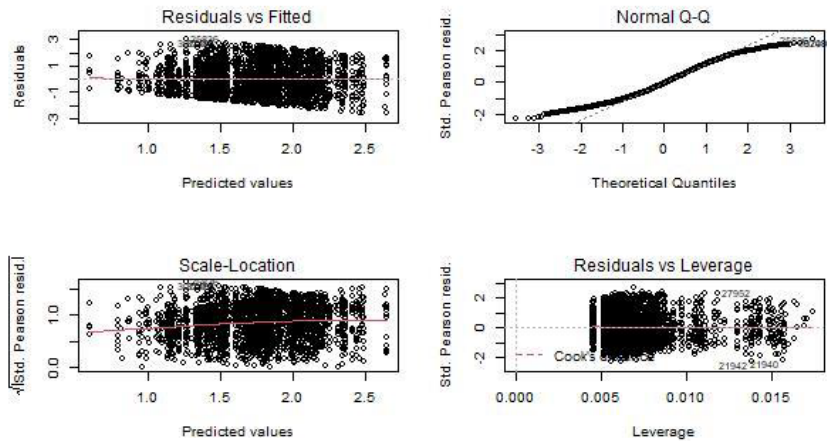 Residuals vs Fitted
Residuals
3
1
-1
-3
1.0 1.5 2.0 2.5
Predicted values
Normal Q-Q
Std. Pearson resid.
2
0
-2
-3 -2 -1 0 1 2 3
Theoretical Quantiles
Scale-Location
√|Std. Pearson resid.|
1.0
0.0
1.0 1.5 2.0 2.5
Predicted values
Residuals vs Leverage
Std. Pearson resid.
2
0
-2
27952
Cook's
21942 21940
0.000 0.005 0.010 0.015
Leverage